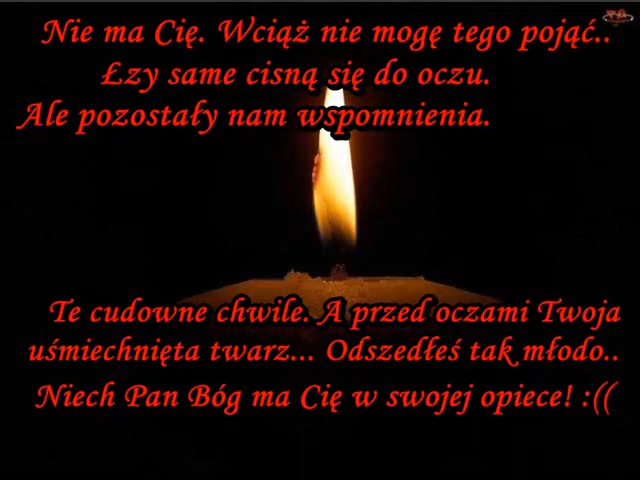 Nie ma Cię. Wciąż nie mogę tego pojąć..
Łzy same cisną się do oczu.
Ale pozostały nam wspomnienia.
Te cudowne chwile. A przed oczami Twoja
uśmiechnięta twarz... Odszedłeś tak młodo..
Niech Pan Bóg ma Cię w swojej opiece! :((